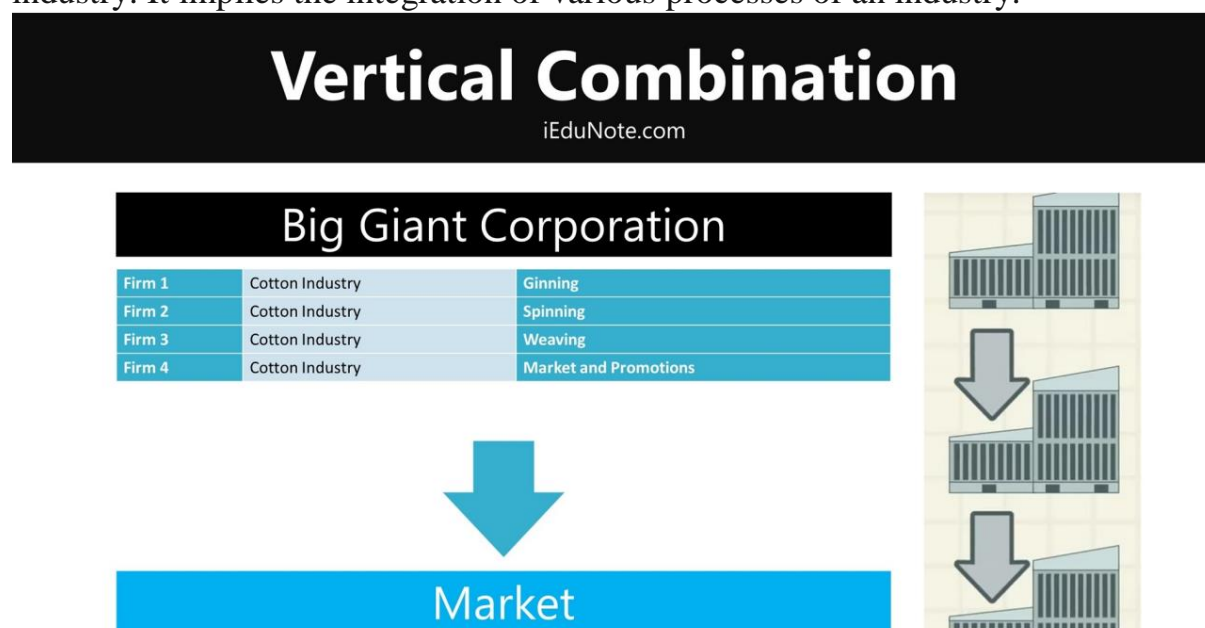 industry. It implies the integration of various processes of an industry.
Vertical Combination
iEduNote.com
Big Giant Corporation
Firm 1 Cotton Industry Ginning
Firm 2 Cotton Industry Spinning
Firm 3 Cotton Industry Weaving
Firm 4 Cotton Industry Market and Promotions
Market